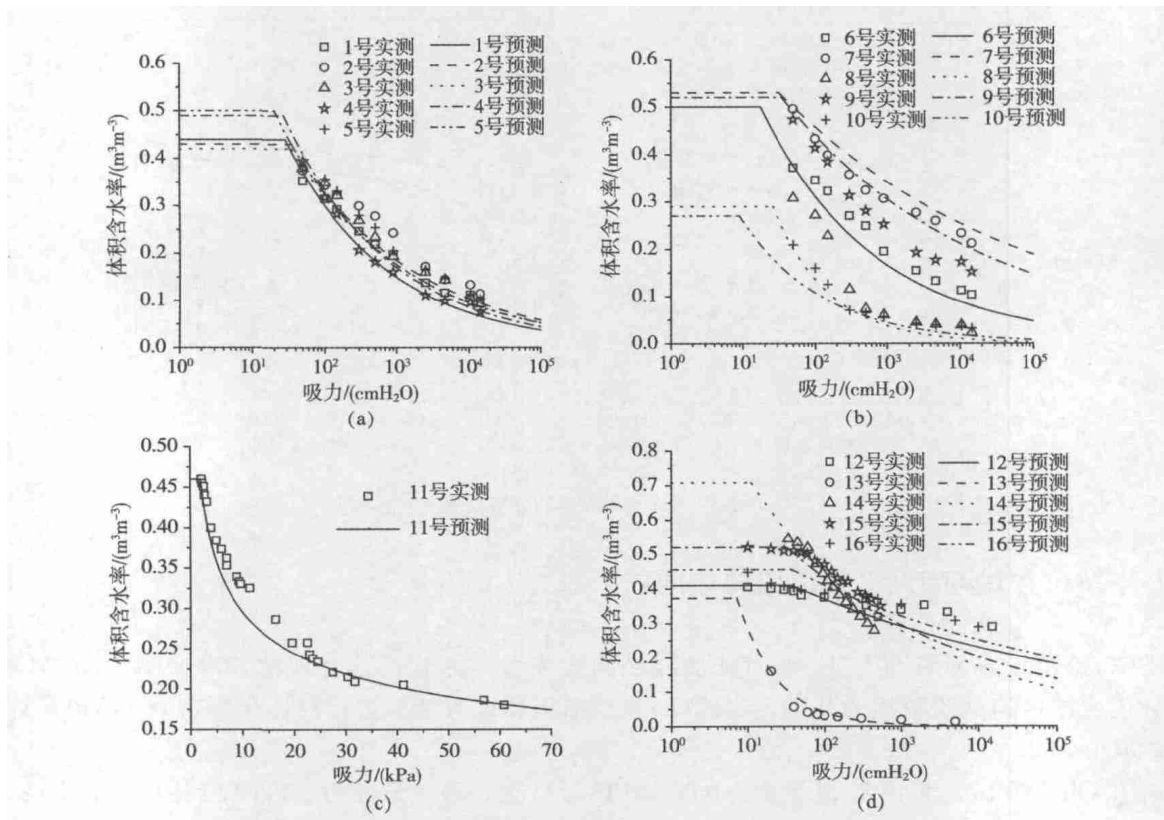 1号实测 1号预测
2号实测 2号预测
3号实测 3号预测
4号实测 4号预测
5号实测 5号预测
体积含水率/(m³m⁻³)
0.6
0.5
0.4
0.3
0.2
0.1
0.0
10⁰ 10¹ 10² 10³ 10⁴ 10⁵
吸力/(cmH₂O)
(a)
6号实测 6号预测
7号实测 7号预测
8号实测 8号预测
9号实测 9号预测
10号实测 10号预测
体积含水率/(m³m⁻³)
0.6
0.5
0.4
0.3
0.2
0.1
0.0
10⁰ 10¹ 10² 10³ 10⁴ 10⁵
吸力/(cmH₂O)
(b)
11号实测
11号预测
体积含水率/(m³m⁻³)
0.50
0.45
0.40
0.35
0.30
0.25
0.20
0.15
0 10 20 30 40 50 60 70
吸力/(kPa)
(c)
12号实测 12号预测
13号实测 13号预测
14号实测 14号预测
15号实测 15号预测
16号实测 16号预测
体积含水率/(m³m⁻³)
0.8
0.7
0.6
0.5
0.4
0.3
0.2
0.1
0.0
10⁰ 10¹ 10² 10³ 10⁴ 10⁵
吸力/(cmH₂O)
(d)